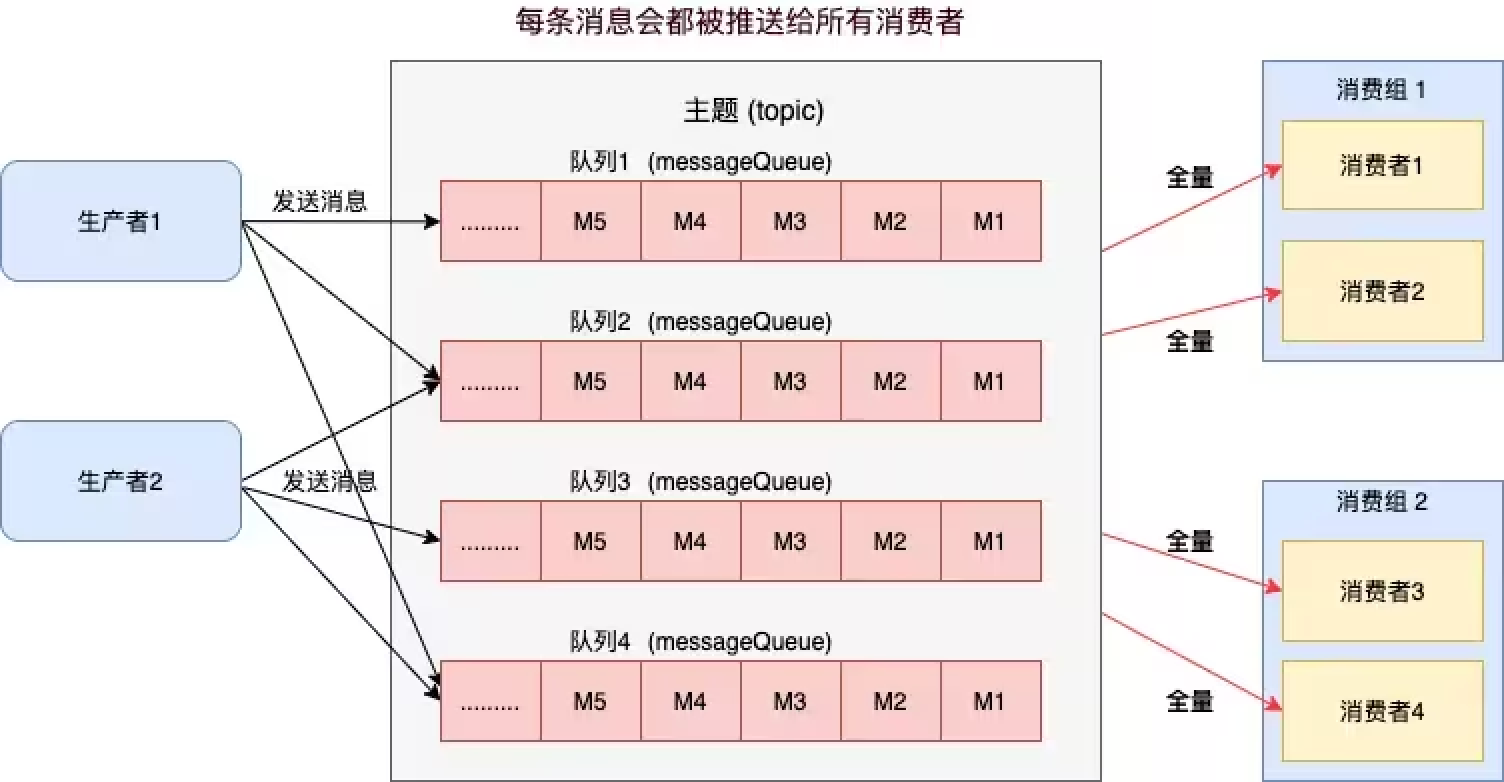 每条消息会都被推送给所有消费者
主题 (topic)
队列1 (messageQueue)
......... M5 M4 M3 M2 M1
队列2 (messageQueue)
......... M5 M4 M3 M2 M1
队列3 (messageQueue)
......... M5 M4 M3 M2 M1
队列4 (messageQueue)
......... M5 M4 M3 M2 M1
生产者1
发送消息
生产者2
发送消息
全量
全量
全量
全量
消费组 1
消费者1
消费者2
消费组 2
消费者3
消费者4